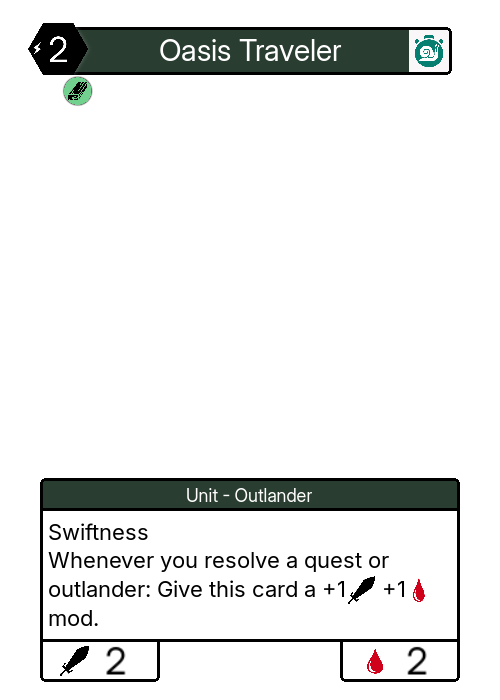 2
Oasis Traveler
Unit - Outlander
Swiftness
Whenever you resolve a quest or
outlander: Give this card a +1 +1
mod.
2
2